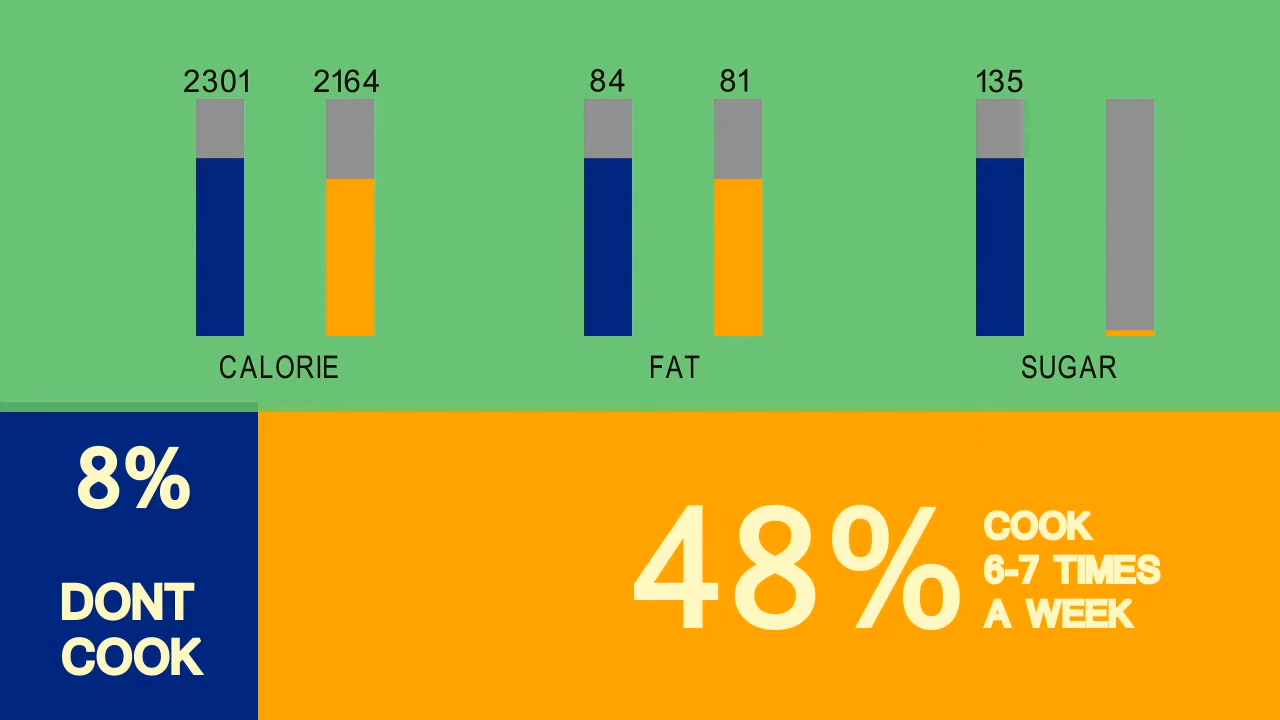 2301 2164 84 81 135
CALORIE FAT SUGAR
8%
DONT
COOK
48%
COOK
6-7 TIMES
A WEEK